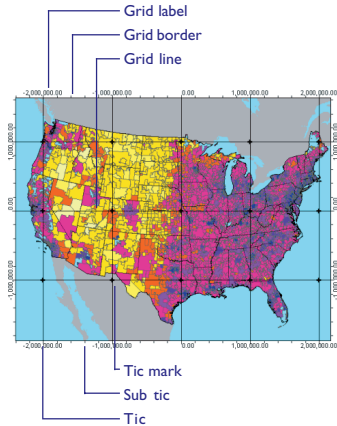 Grid label
Grid border
Grid line
-2,000,000.00 -1,000,000.00 0.00 1,000,000.00 2,000,000.00
1,000,000.00 1,000,000.00
0.00 0.00
-1,000,000.00 -1,000,000.00
-2,000,000.00 -1,000,000.00 0.00 1,000,000.00 2,000,000.00
Tic mark
Sub tic
Tic